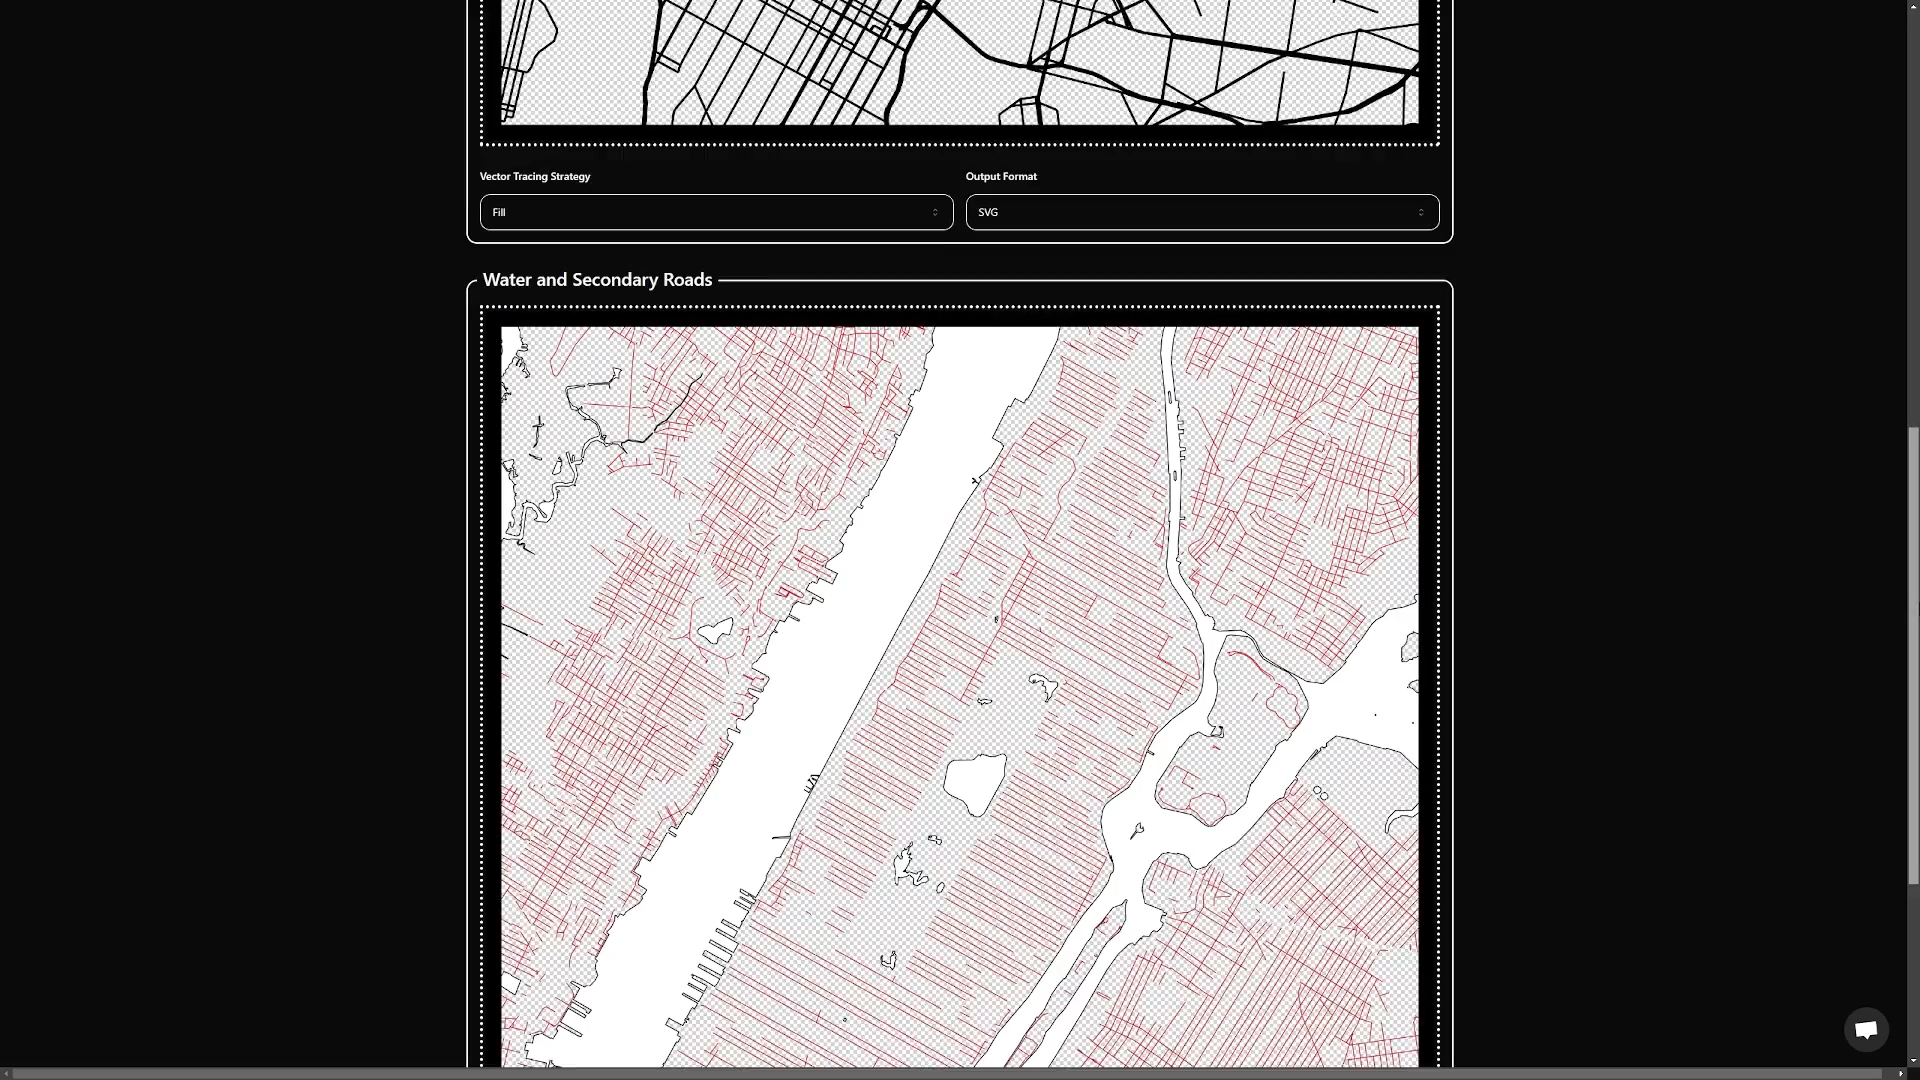 Vector Tracing Strategy
Output Format
Fill
SVG
Water and Secondary Roads